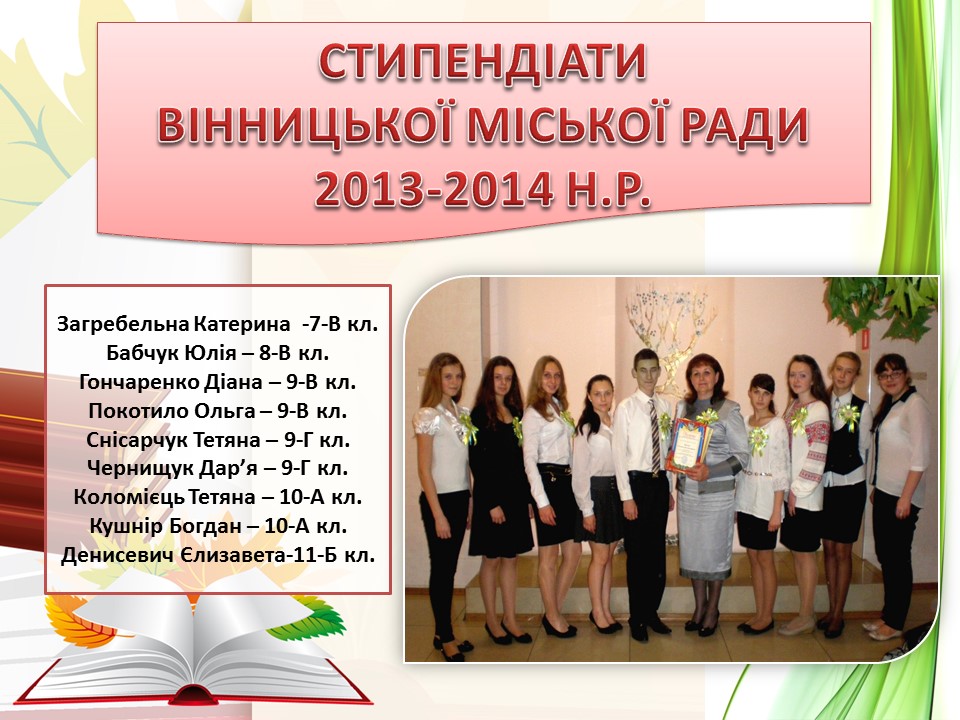 СТИПЕНДІАТИ
ВІННИЦЬКОЇ МІСЬКОЇ РАДИ
2013-2014 Н.Р.
Загребельна Катерина -7-В кл.
Бабчук Юлія – 8-В кл.
Гончаренко Діана – 9-В кл.
Покотило Ольга – 9-В кл.
Снісарчук Тетяна – 9-Г кл.
Чернищук Дар’я – 9-Г кл.
Коломієць Тетяна – 10-А кл.
Кушнір Богдан – 10-А кл.
Денисевич Єлизавета-11-Б кл.